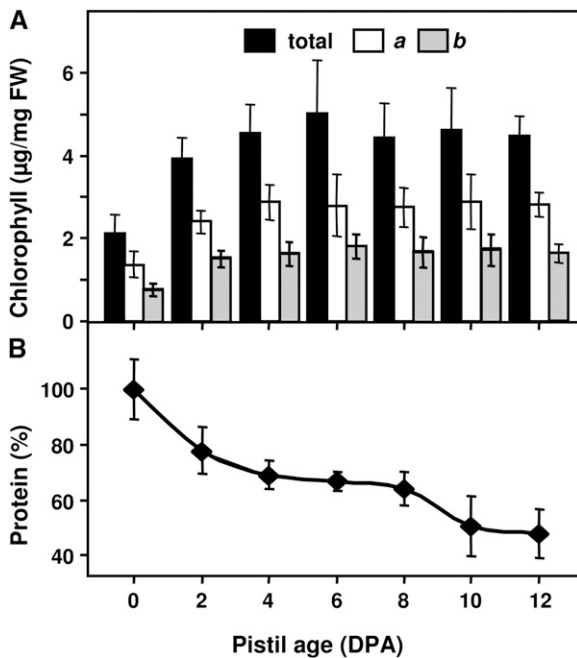 A
total a b
Chlorophyll (µg/mg FW)
6
4
2
0
B
Protein (%)
100
80
60
40
0 2 4 6 8 10 12
Pistil age (DPA)